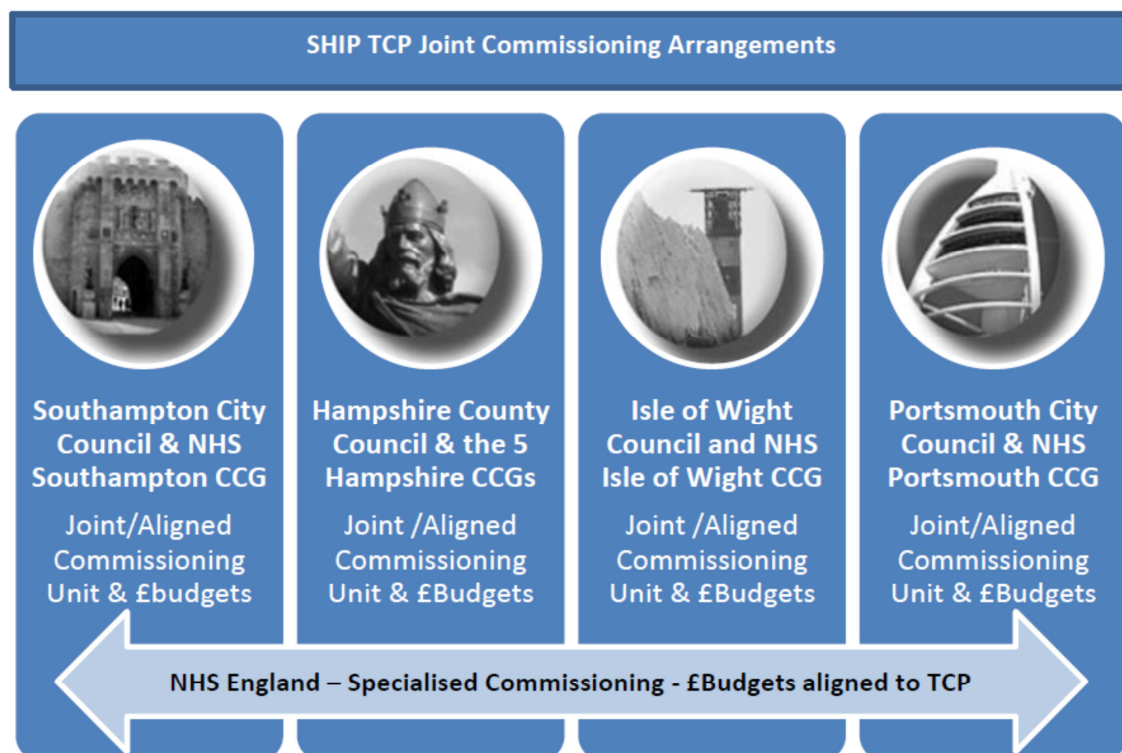 SHIP TCP Joint Commissioning Arrangements
Southampton City
Council & NHS
Southampton CCG
Joint/Aligned
Commissioning
Unit & £budgets
Hampshire County
Council & the 5
Hampshire CCGs
Joint /Aligned
Commissioning
Unit & £Budgets
Isle of Wight
Council and NHS
Isle of Wight CCG
Joint /Aligned
Commissioning
Unit & £Budgets
Portsmouth City
Council & NHS
Portsmouth CCG
Joint/Aligned
Commissioning
Unit & £Budgets
NHS England – Specialised Commissioning - £Budgets aligned to TCP